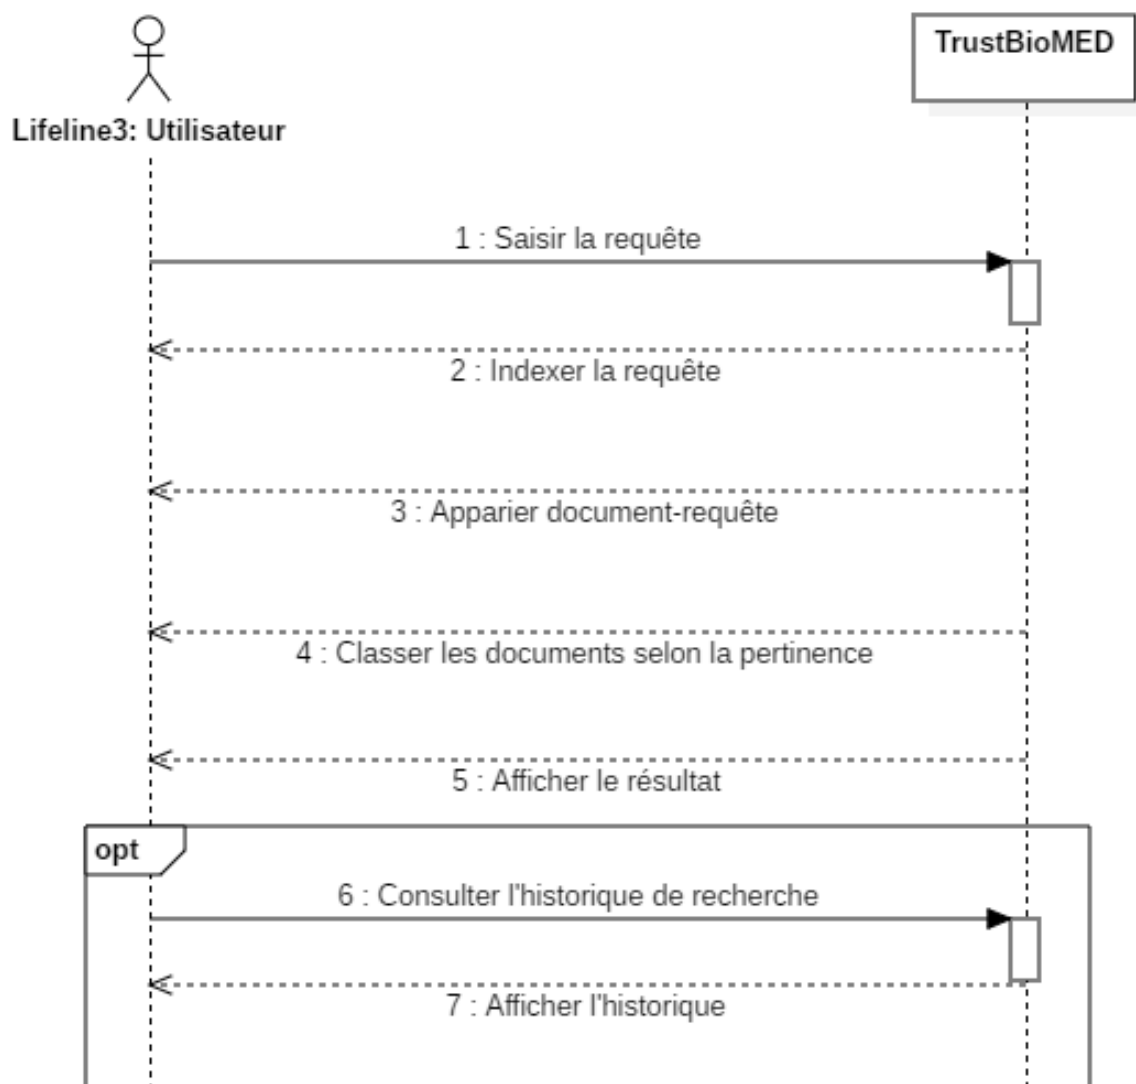 TrustBioMED
Lifeline3: Utilisateur
1 : Saisir la requête
2 : Indexer la requête
3 : Apparier document-requête
4 : Classer les documents selon la pertinence
5 : Afficher le résultat
opt
6 : Consulter l'historique de recherche
7 : Afficher l'historique